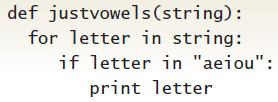 def justvowels(string):
  for letter in string:
    if letter in "aeiou":
      print letter